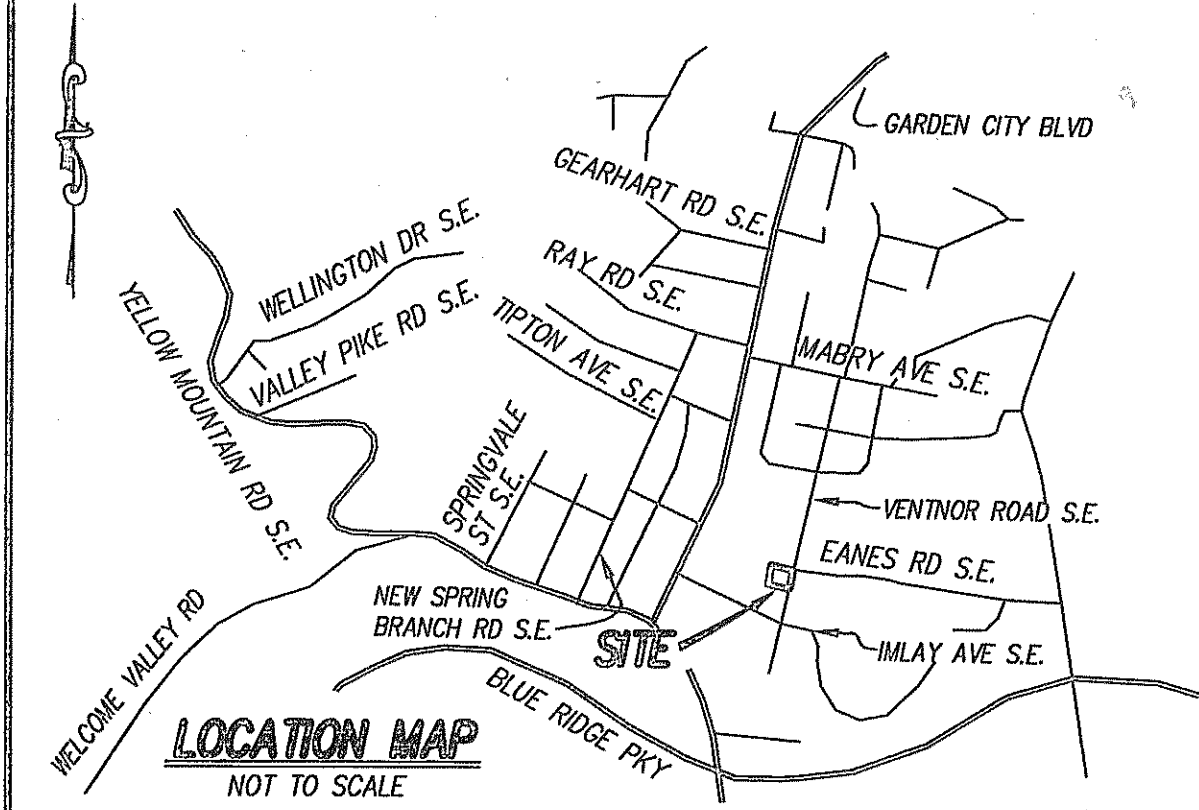 GARDEN CITY BLVD
GEARHART RD S.E.
WELLINGTON DR S.E.
RAY RD S.E.
YELLOW MOUNTAIN RD S.E.
VALLEY PIKE RD S.E.
TIPTON AVE S.E.
MABRY AVE S.E.
SPRINGVALE
ST S.E.
VENTNOR ROAD S.E.
EANES RD S.E.
NEW SPRING
BRANCH RD S.E.
SITE
IMLAY AVE S.E.
WELCOME VALLEY RD
BLUE RIDGE PKY
LOCATION MAP
NOT TO SCALE